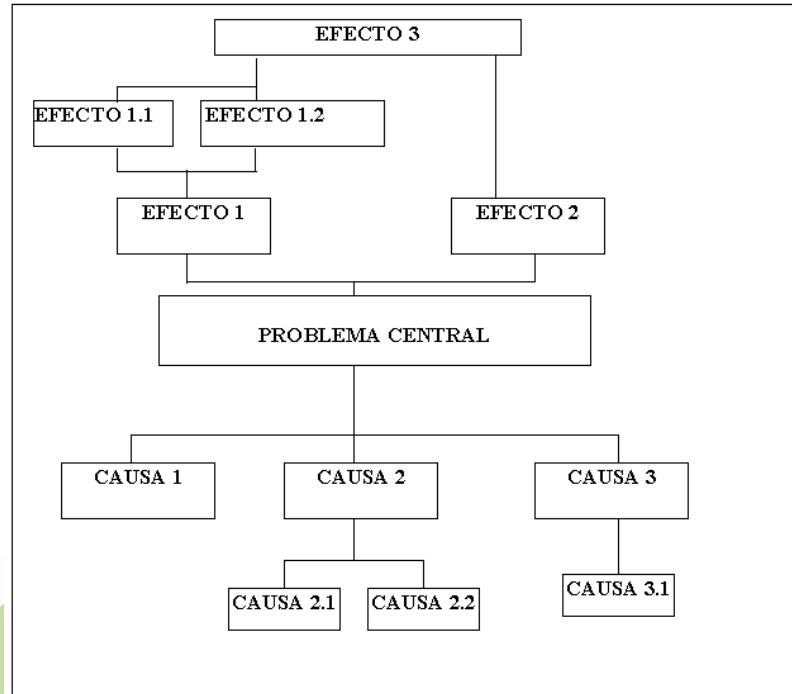 EFECTO 3
EFECTO 1.1
EFECTO 1.2
EFECTO 1
EFECTO 2
PROBLEMA CENTRAL
CAUSA 1
CAUSA 2
CAUSA 3
CAUSA 2.1
CAUSA 2.2
CAUSA 3.1